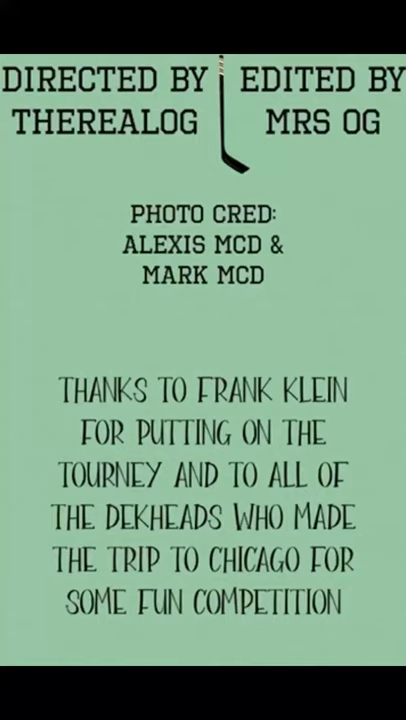 DIRECTED BY
THEREALOG
EDITED BY
MRS OG
PHOTO CRED:
ALEXIS MCD &
MARK MCD
THANKS TO FRANK KLEIN
FOR PUTTING ON THE
TOURNEY AND TO ALL OF
THE DEKHEADS WHO MADE
THE TRIP TO CHICAGO FOR
SOME FUN COMPETITION